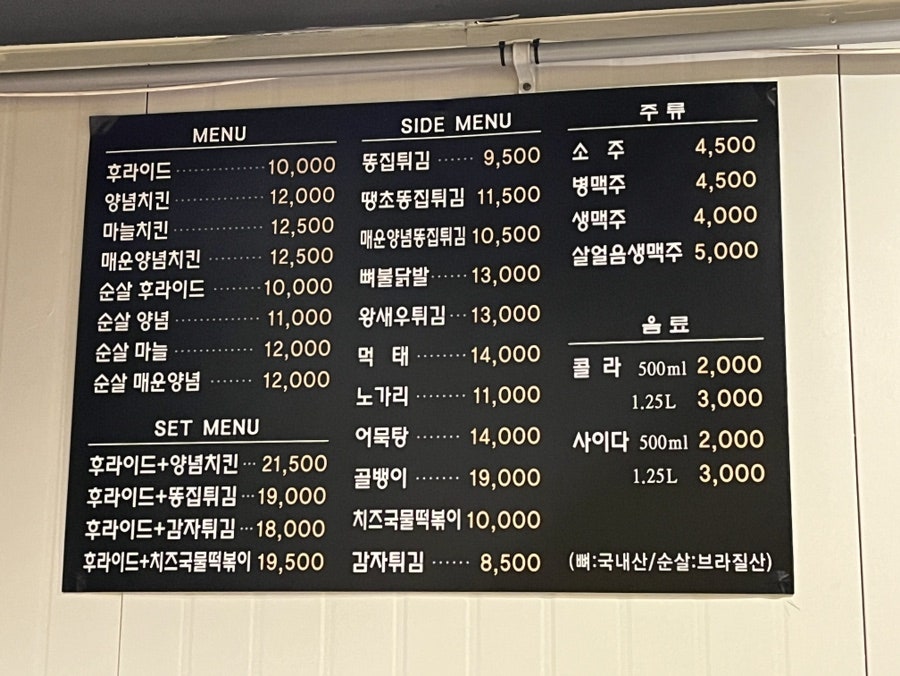 MENU
후라이드 ············ 10,000
양념치킨 ············ 12,000
마늘치킨 ············ 12,500
매운양념치킨 ········ 12,500
순살 후라이드 ······· 10,000
순살 양념 ··········· 11,000
순살 마늘 ··········· 12,000
순살 매운양념 ······ 12,000
SET MENU
후라이드+양념치킨 ··· 21,500
후라이드+똥집튀김 ··· 19,000
후라이드+감자튀김 ··· 18,000
후라이드+치즈국물떡볶이 19,500
SIDE MENU
똥집튀김 ······ 9,500
땡초똥집튀김 11,500
매운양념똥집튀김 10,500
뼈불닭발 ······ 13,000
왕새우튀김 ··· 13,000
먹 태 ········ 14,000
노가리 ······· 11,000
어묵탕 ······· 14,000
골뱅이 ······· 19,000
치즈국물떡볶이 10,000
감자튀김 ······ 8,500
주류
소 주 4,500
병맥주 4,500
생맥주 4,000
살얼음생맥주 5,000
음료
콜 라 500ml 2,000
1.25L 3,000
사이다 500ml 2,000
1.25L 3,000
(뼈:국내산/순살:브라질산)